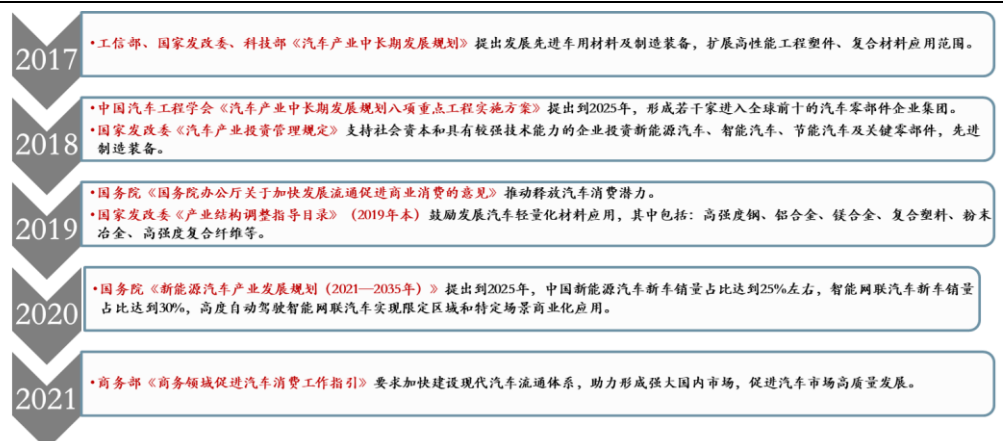 2017
•工信部、国家发改委、科技部《汽车产业中长期发展规划》提出发展先进车用材料及制造装备，扩展高性能工程塑件、复合材料应用范围。
2018
•中国汽车工程学会《汽车产业中长期发展规划八项重点工程实施方案》提出到2025年，形成若干家进入全球前十的汽车零部件企业集团。
•国家发改委《汽车产业投资管理规定》支持社会资本和具有较强技术能力的企业投资新能源汽车、智能汽车、节能汽车及关键零部件，先进
制造装备。
2019
•国务院《国务院办公厅关于加快发展流通促进商业消费的意见》推动释放汽车消费潜力。
•国家发改委《产业结构调整指导目录》（2019年本）鼓励发展汽车轻量化材料应用，其中包括：高强度钢、铝合金、镁合金、复合塑料、粉末
冶金、高强度复合纤维等。
2020
•国务院《新能源汽车产业发展规划（2021—2035年）》提出到2025年，中国新能源汽车新车销量占比达到25%左右，智能网联汽车新车销量
占比达到30%，高度自动驾驶智能网联汽车实现限定区域和特定场景商业化应用。
2021
•商务部《商务领域促进汽车消费工作指引》要求加快建设现代汽车流通体系，助力形成强大国内市场，促进汽车市场高质量发展。